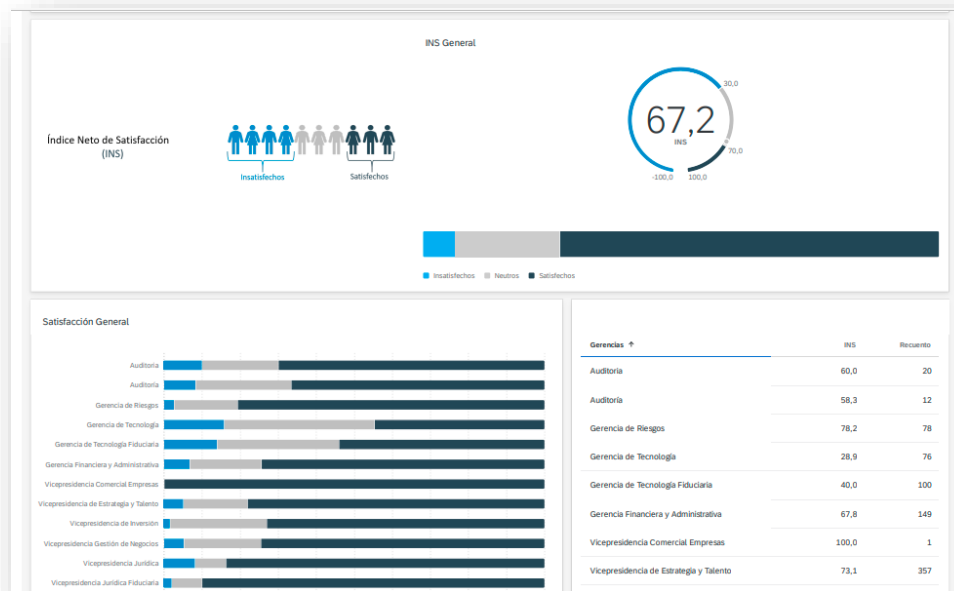 INS General
Índice Neto de Satisfacción
(INS)
Insatisfechos
Satisfechos
67,2
INS
30,0
70,0
-100,0
100,0
Insatisfechos
Neutros
Satisfechos
Satisfacción General
Auditoria
Auditoría
Gerencia de Riesgos
Gerencia de Tecnología
Gerencia de Tecnología Fiduciaria
Gerencia Financiera y Administrativa
Vicepresidencia Comercial Empresas
Vicepresidencia de Estrategia y Talento
Vicepresidencia de Inversión
Vicepresidencia Gestión de Negocios
Vicepresidencia Jurídica
Vicepresidencia Jurídica Fiduciaria
Gerencias ↑ INS Recuento
Auditoria 60,0 20
Auditoría 58,3 12
Gerencia de Riesgos 78,2 78
Gerencia de Tecnología 28,9 76
Gerencia de Tecnología Fiduciaria 40,0 100
Gerencia Financiera y Administrativa 67,8 149
Vicepresidencia Comercial Empresas 100,0 1
Vicepresidencia de Estrategia y Talento 73,1 357